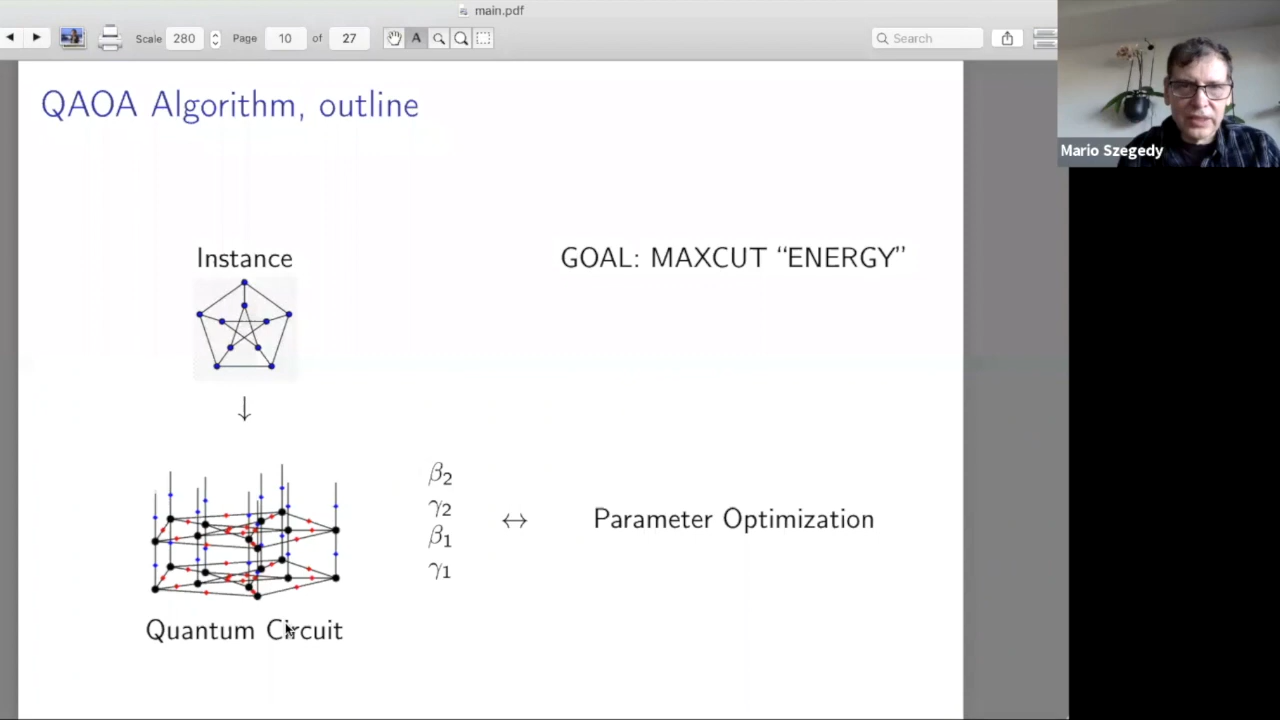 main.pdf
Scale 280 Page 10 of 27 A Search
QAOA Algorithm, outline
Mario Szegedy
Instance
GOAL: MAXCUT “ENERGY”
↓
β₂
γ₂
β₁
γ₁
↔ Parameter Optimization
Quantum Circuit